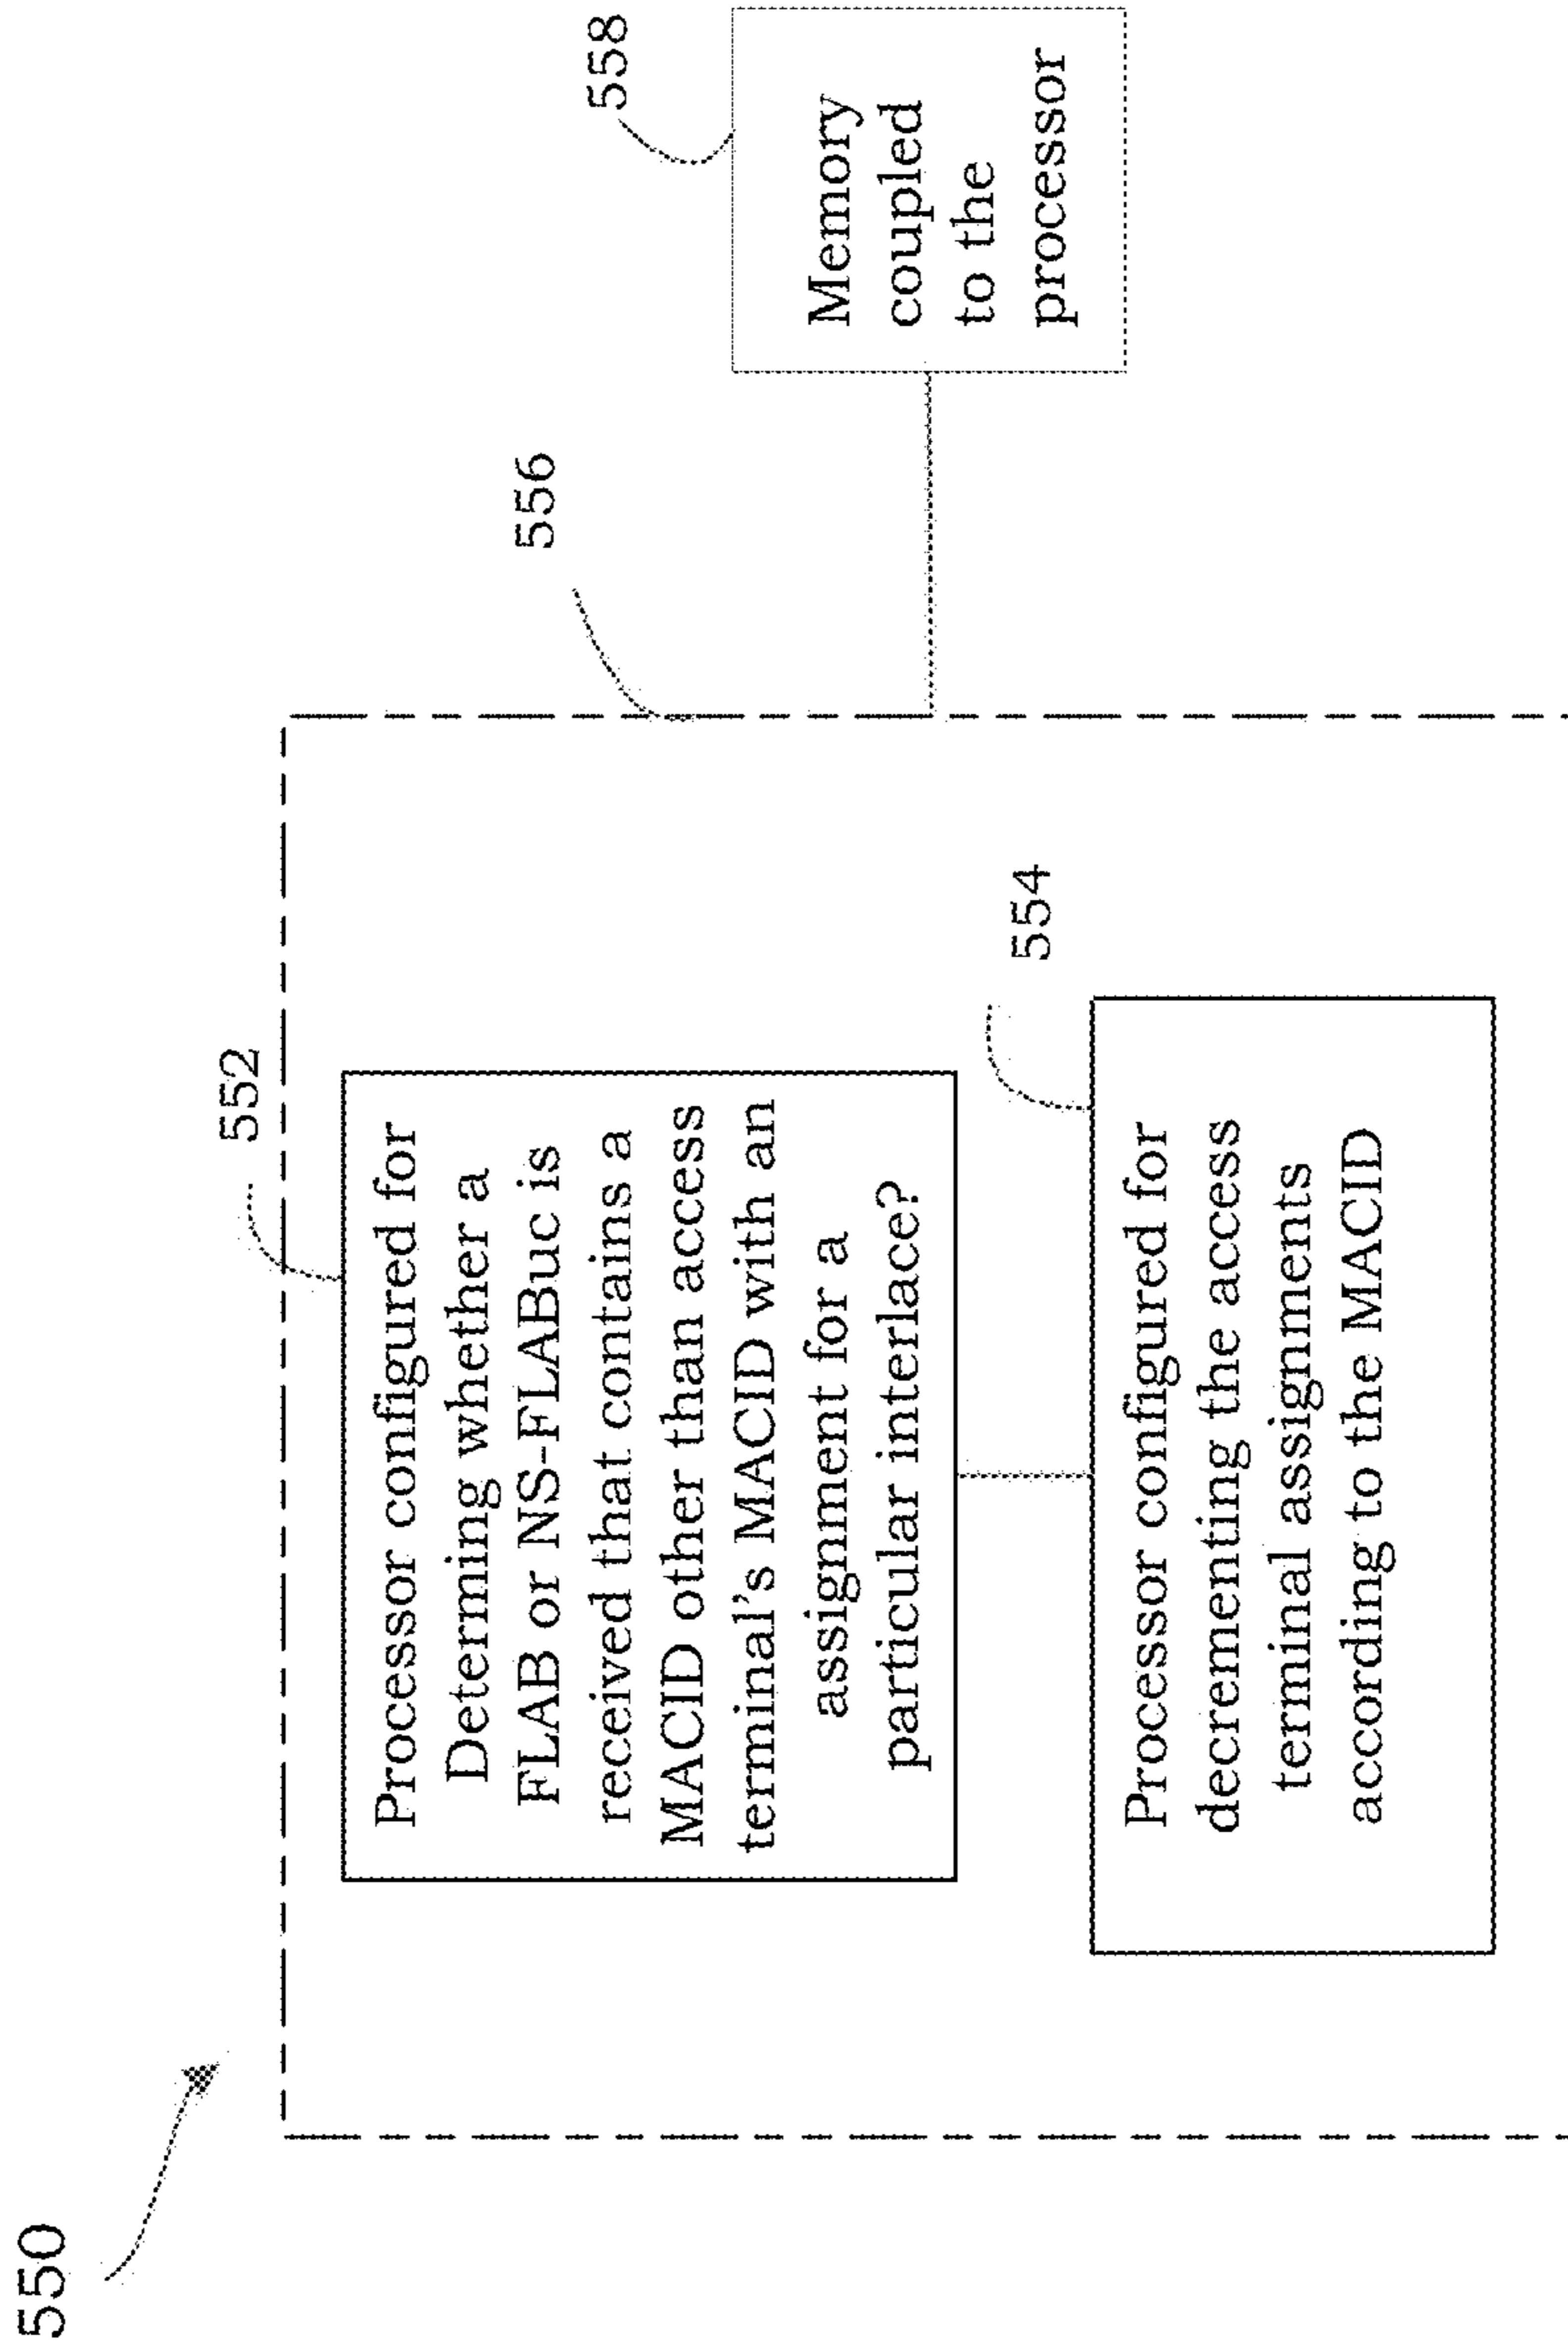 550
552
Processor configured for
Determing whether a
FLAB or NS-FLABuc is
received that contains a
MACID other than access
terminal's MACID with an
assignment for a
particular interlace?
554
Processor configured for
decrementing the access
terminal assignments
according to the MACID
556
558
Memory
coupled
to the
processor